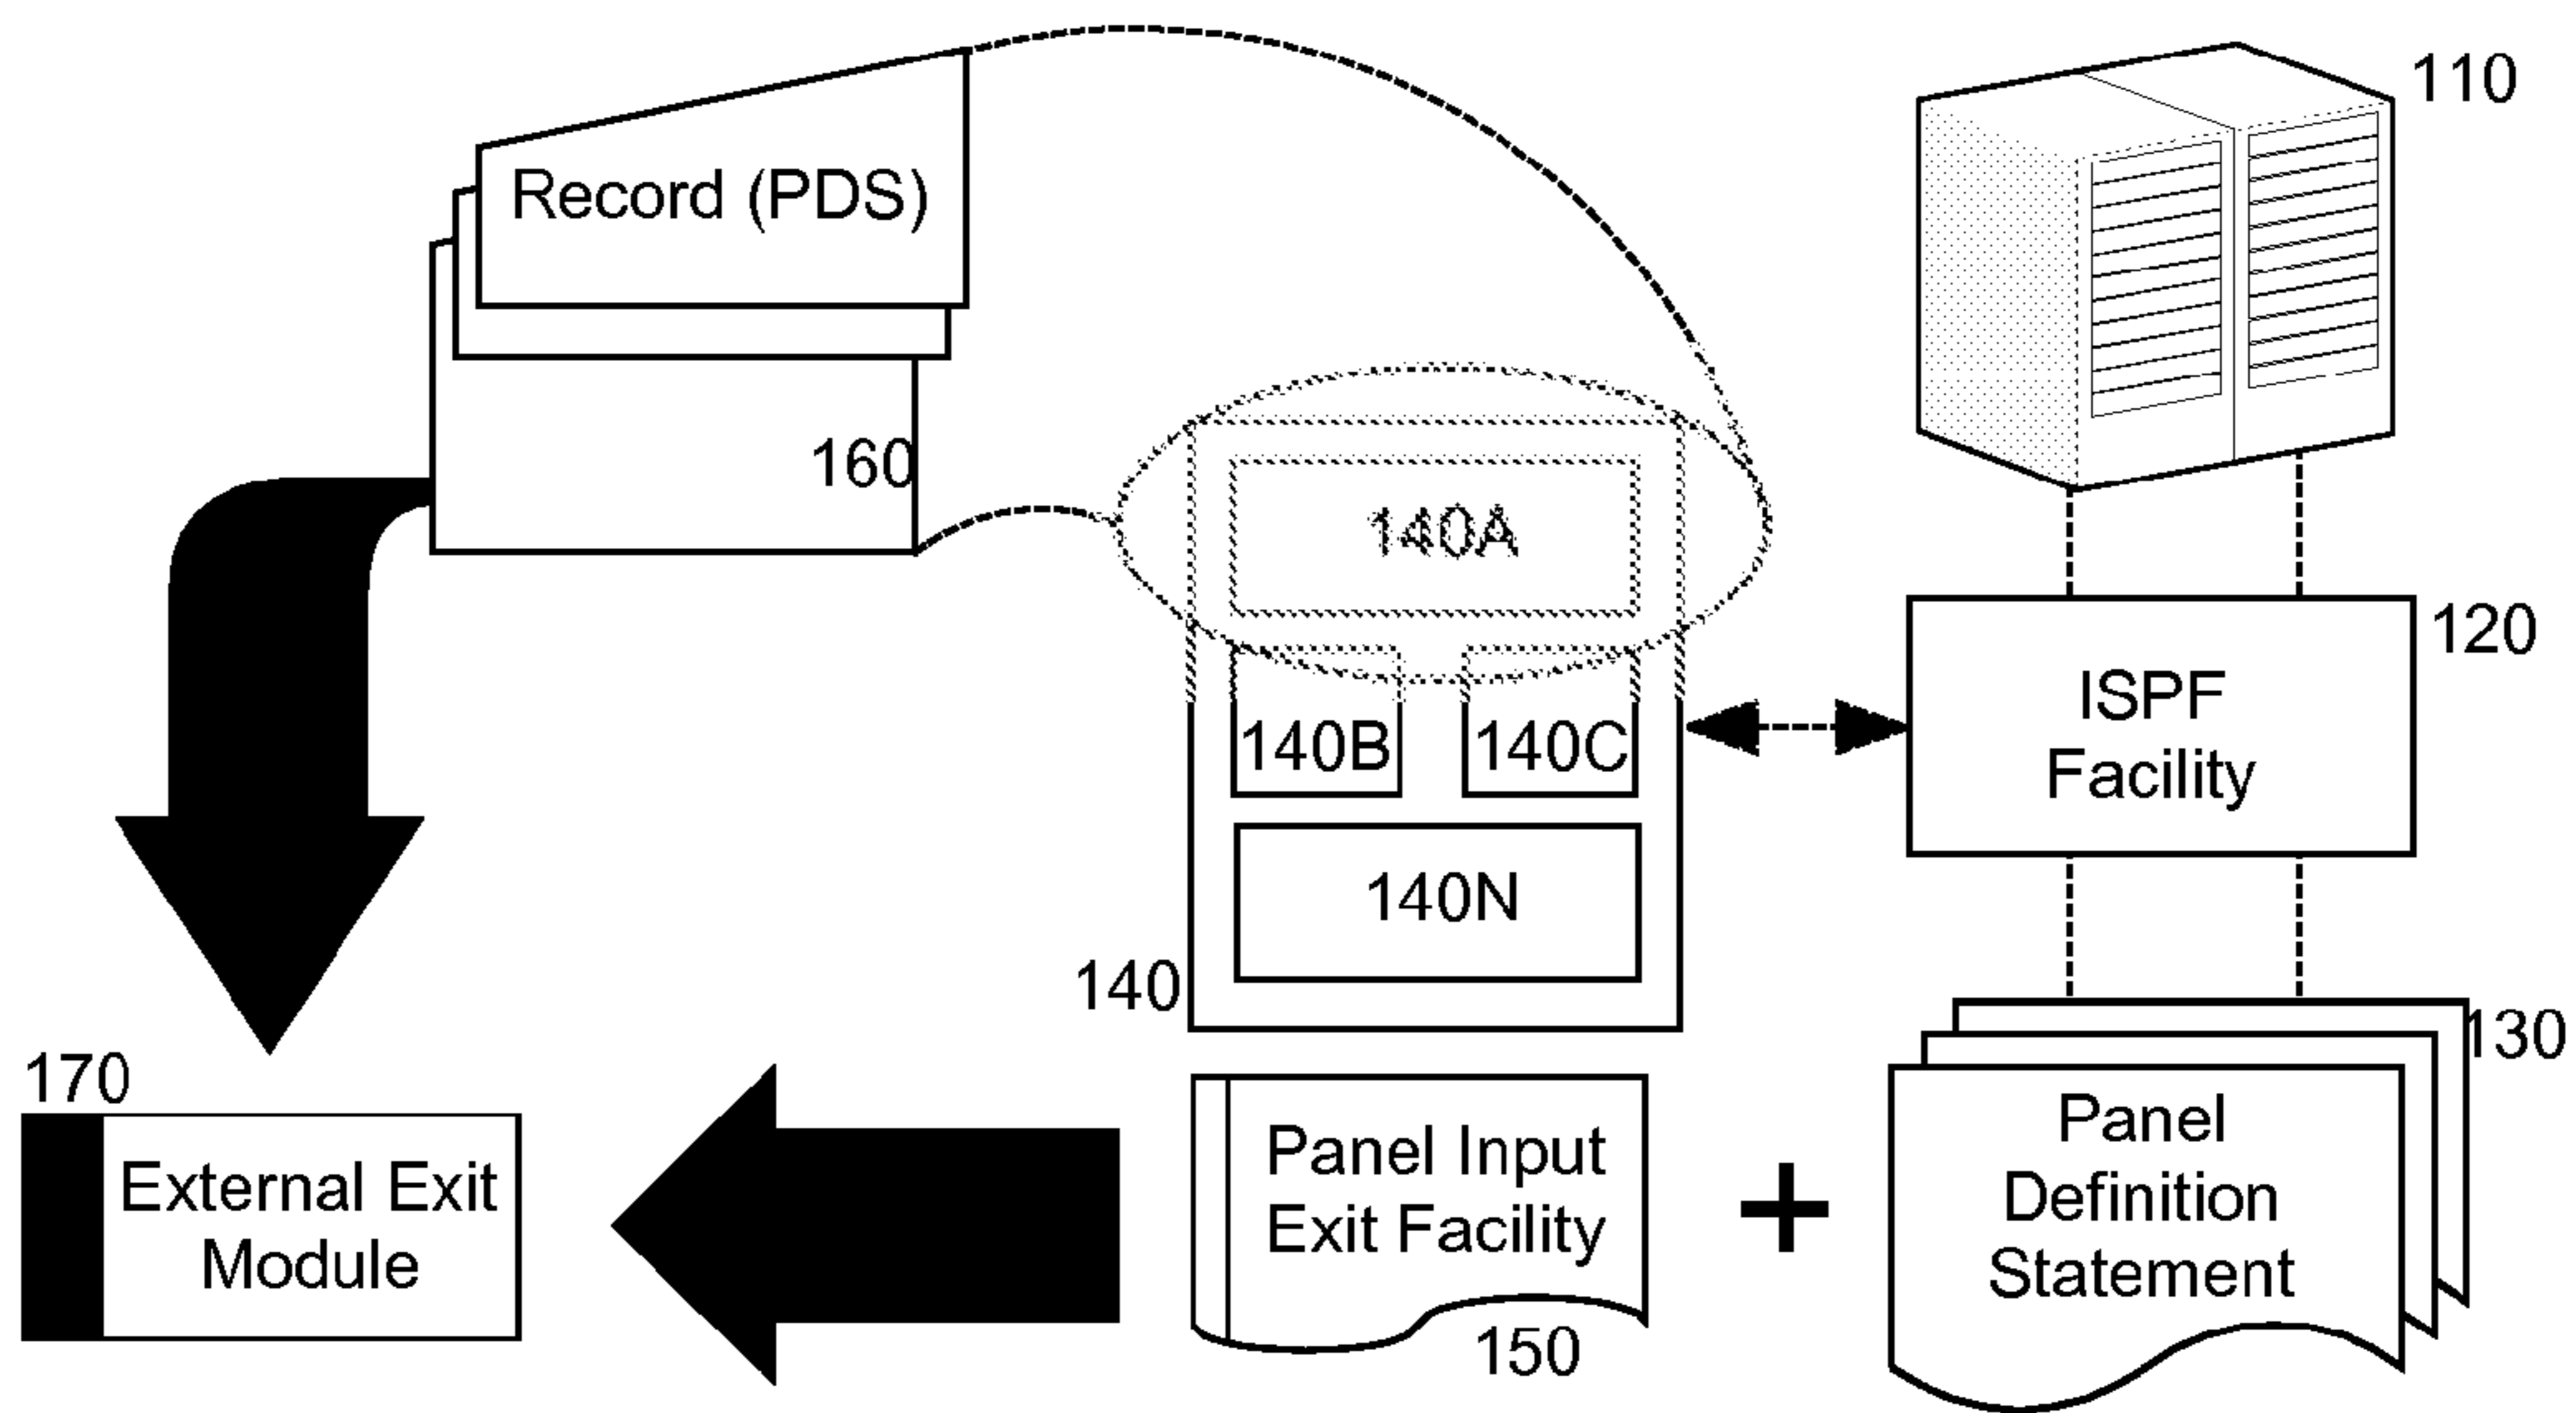 110
Record (PDS)
160
140A
120
ISPF
Facility
140B
140C
140N
140
130
170
External Exit
Module
Panel Input
Exit Facility
150
+
Panel
Definition
Statement